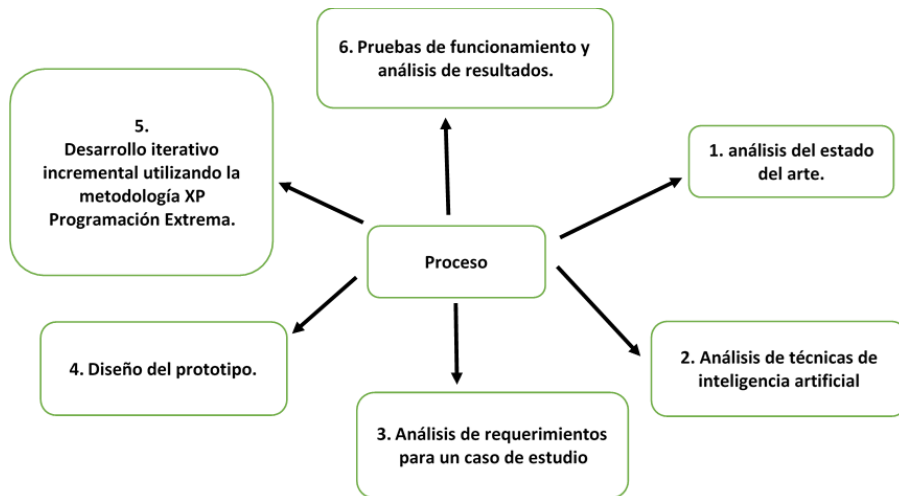 6. Pruebas de funcionamiento y
análisis de resultados.
5.
Desarrollo iterativo
incremental utilizando la
metodología XP
Programación Extrema.
1. análisis del estado
del arte.
Proceso
4. Diseño del prototipo.
2. Análisis de técnicas de
inteligencia artificial
3. Análisis de requerimientos
para un caso de estudio